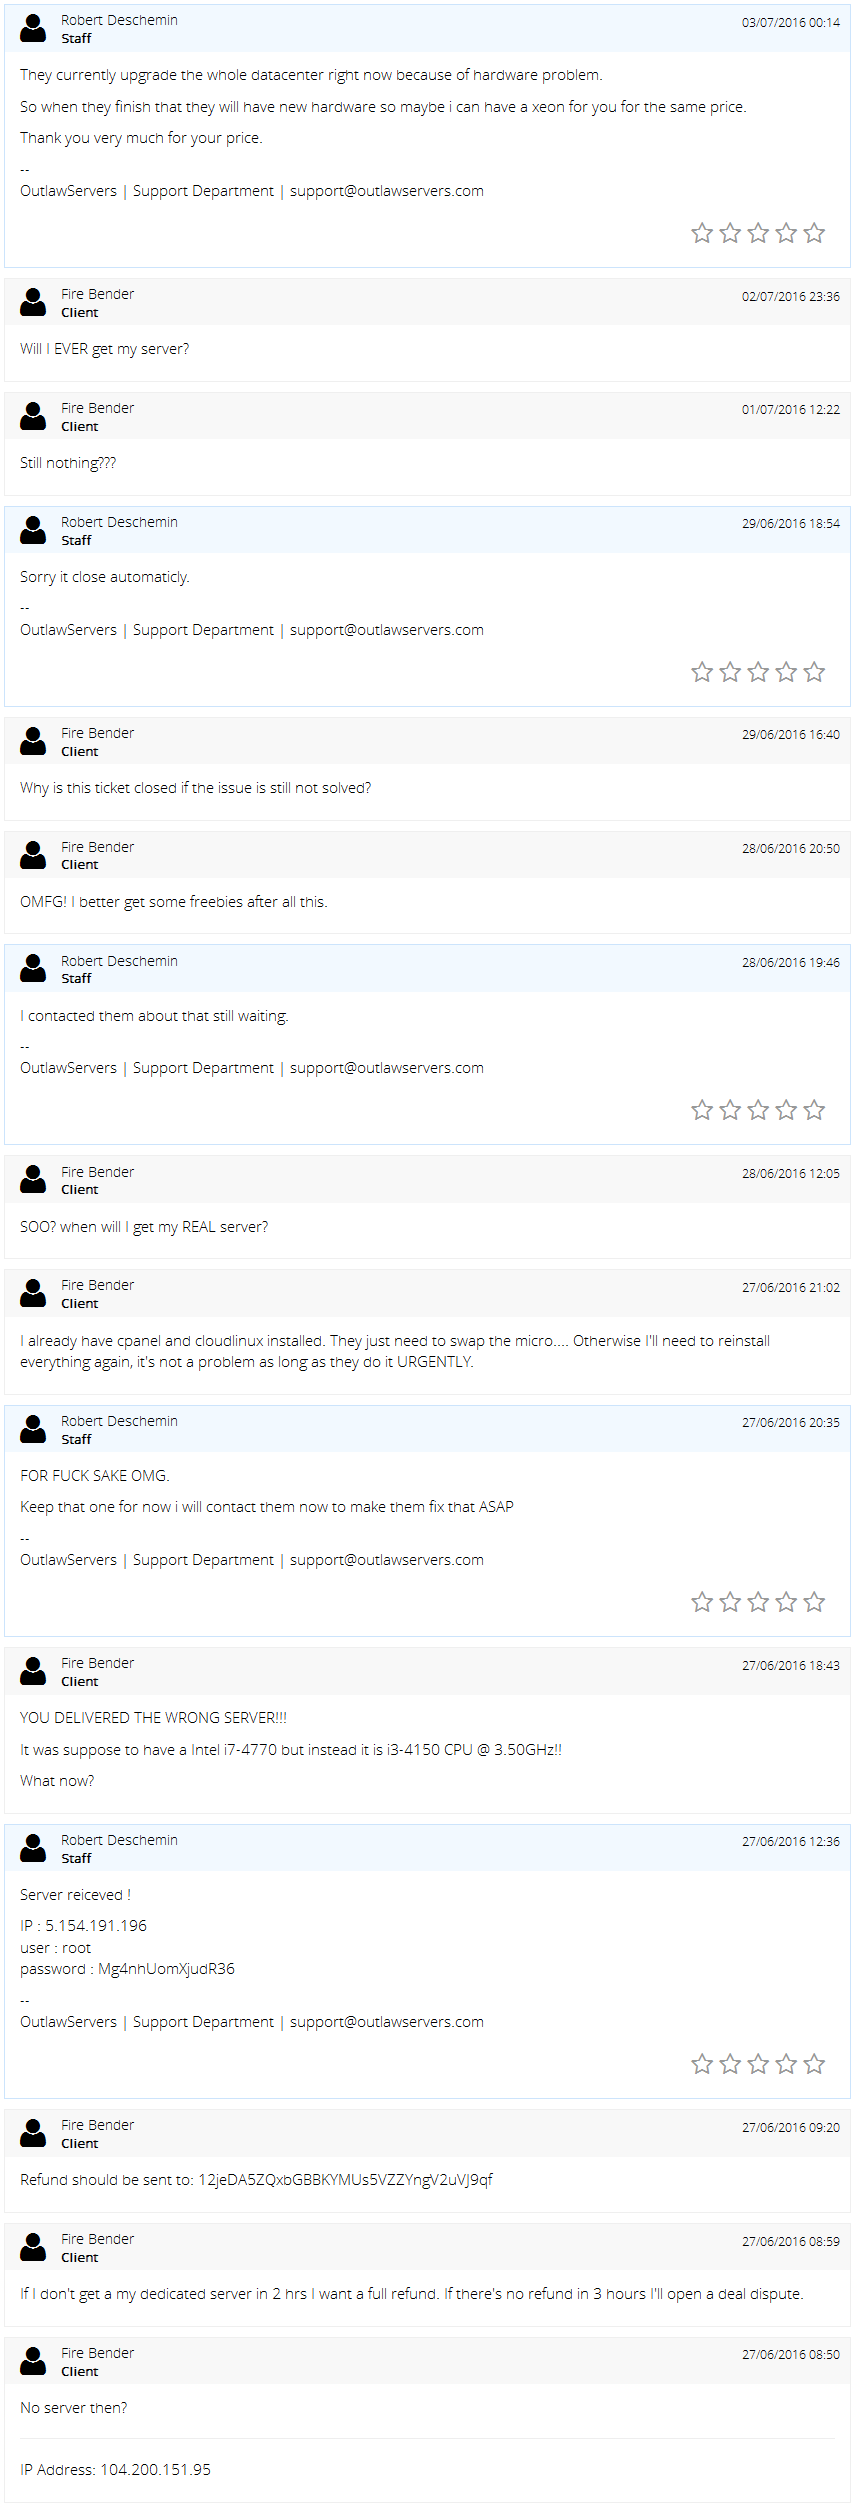 Robert Deschemin
Staff
03/07/2016 00:14
They currently upgrade the whole datacenter right now because of hardware problem.
So when they finish that they will have new hardware so maybe i can have a xeon for you for the same price.
Thank you very much for your price.
--
OutlawServers | Support Department | support@outlawservers.com
Fire Bender
Client
02/07/2016 23:36
Will I EVER get my server?
Fire Bender
Client
01/07/2016 12:22
Still nothing???
Robert Deschemin
Staff
29/06/2016 18:54
Sorry it close automaticly.
--
OutlawServers | Support Department | support@outlawservers.com
Fire Bender
Client
29/06/2016 16:40
Why is this ticket closed if the issue is still not solved?
Fire Bender
Client
28/06/2016 20:50
OMFG! I better get some freebies after all this.
Robert Deschemin
Staff
28/06/2016 19:46
I contacted them about that still waiting.
--
OutlawServers | Support Department | support@outlawservers.com
Fire Bender
Client
28/06/2016 12:05
SOO? when will I get my REAL server?
Fire Bender
Client
27/06/2016 21:02
I already have cpanel and cloudlinux installed. They just need to swap the micro.... Otherwise I'll need to reinstall
everything again, it's not a problem as long as they do it URGENTLY.
Robert Deschemin
Staff
27/06/2016 20:35
FOR FUCK SAKE OMG.
Keep that one for now i will contact them now to make them fix that ASAP
--
OutlawServers | Support Department | support@outlawservers.com
Fire Bender
Client
27/06/2016 18:43
YOU DELIVERED THE WRONG SERVER!!!
It was suppose to have a Intel i7-4770 but instead it is i3-4150 CPU @ 3.50GHz!!
What now?
Robert Deschemin
Staff
27/06/2016 12:36
Server reiceved !
IP : 5.154.191.196
user : root
password : Mg4nhUomXjudR36
--
OutlawServers | Support Department | support@outlawservers.com
Fire Bender
Client
27/06/2016 09:20
Refund should be sent to: 12jeDA5ZQxbGBBKYMUs5VZZYngV2uVJ9qf
Fire Bender
Client
27/06/2016 08:59
If I don't get a my dedicated server in 2 hrs I want a full refund. If there's no refund in 3 hours I'll open a deal dispute.
Fire Bender
Client
27/06/2016 08:50
No server then?
IP Address: 104.200.151.95